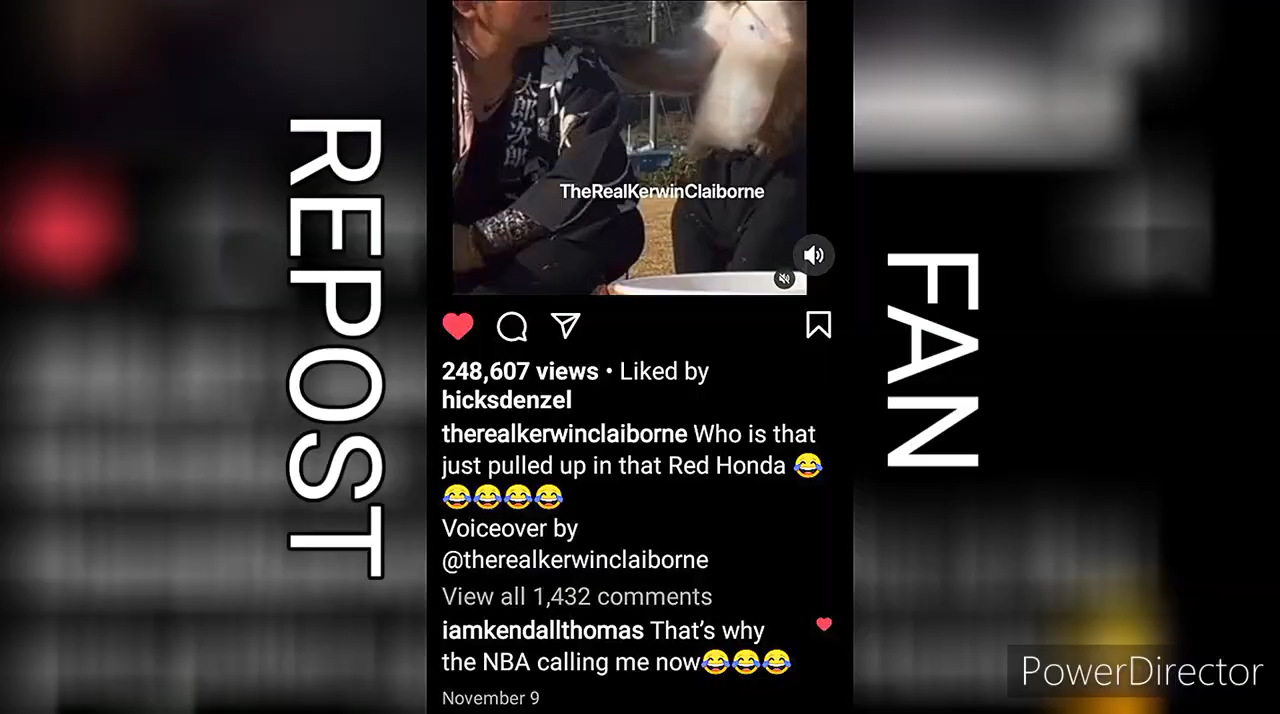 REPOST
FAN
太郎次郎
TheRealKerwinClaiborne
248,607 views • Liked by
hicksdenzel
therealkerwinclaiborne Who is that
just pulled up in that Red Honda 😂
😂😂😂😂
Voiceover by
@therealkerwinclaiborne
View all 1,432 comments
iamkendallthomas That's why
the NBA calling me now😂😂😂
November 9
PowerDirector